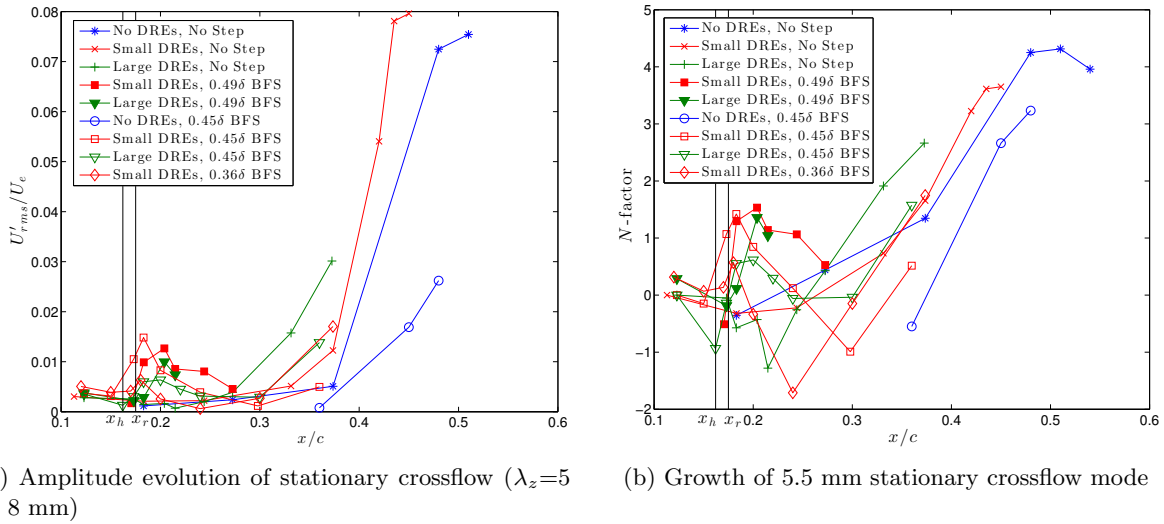 No DREs, No Step
Small DREs, No Step
Large DREs, No Step
Small DREs, 0.49δ BFS
Large DREs, 0.49δ BFS
No DREs, 0.45δ BFS
Small DREs, 0.45δ BFS
Large DREs, 0.45δ BFS
Small DREs, 0.36δ BFS
0.08
0.07
0.06
0.05
0.04
0.03
0.02
0.01
0
U'rms/Ue
0.1 0.2 0.3 0.4 0.5 0.6
xh xr
x/c
) Amplitude evolution of stationary crossflow (λz=5
8 mm)
No DREs, No Step
Small DREs, No Step
Large DREs, No Step
Small DREs, 0.49δ BFS
Large DREs, 0.49δ BFS
No DREs, 0.45δ BFS
Small DREs, 0.45δ BFS
Large DREs, 0.45δ BFS
Small DREs, 0.36δ BFS
5
4
3
2
1
0
−1
−2
N-factor
0.1 0.2 0.3 0.4 0.5 0.6
xh xr
x/c
(b) Growth of 5.5 mm stationary crossflow mode